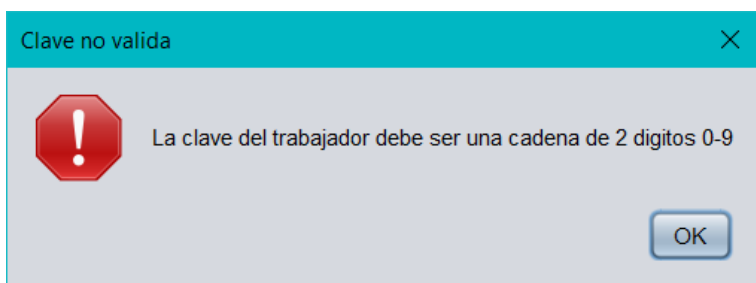 Clave no valida
La clave del trabajador debe ser una cadena de 2 digitos 0-9
OK